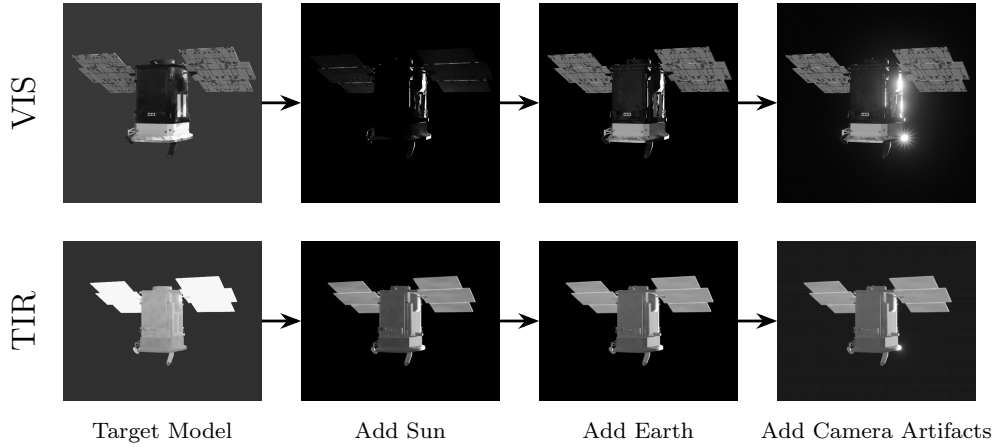 VIS
TIR
Target Model
Add Sun
Add Earth
Add Camera Artifacts